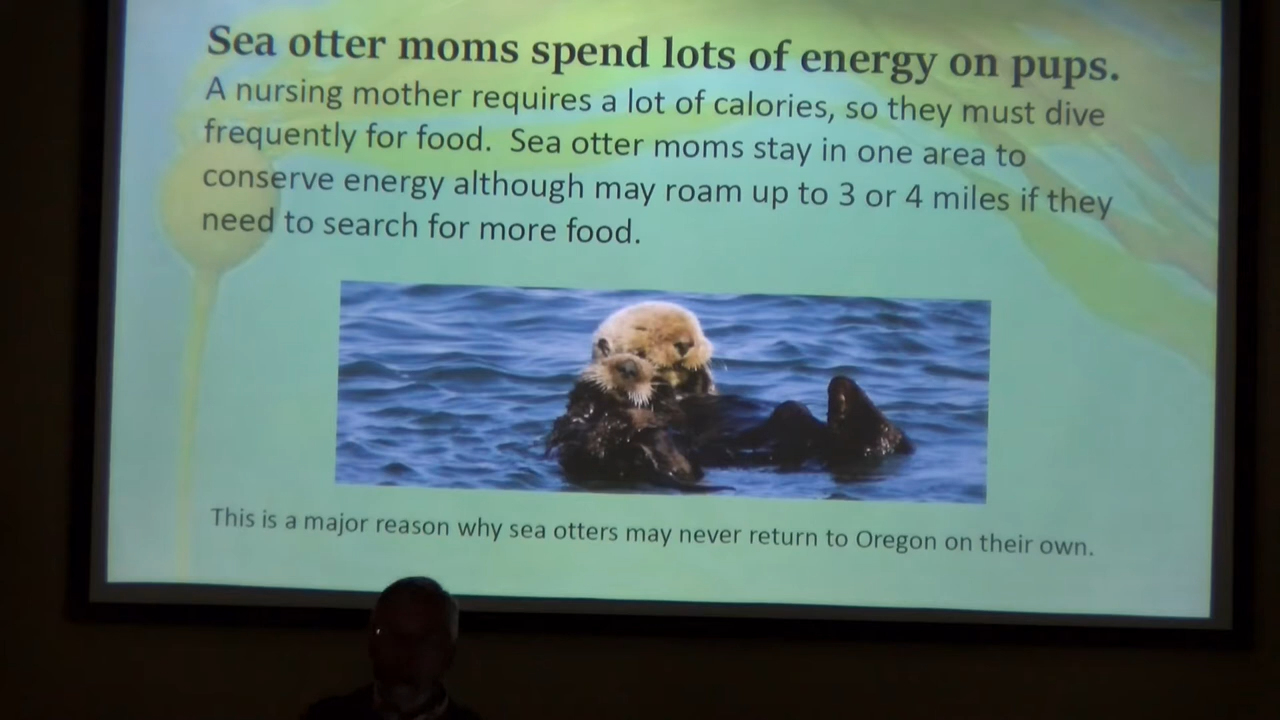 Sea otter moms spend lots of energy on pups.
A nursing mother requires a lot of calories, so they must dive
frequently for food.  Sea otter moms stay in one area to
conserve energy although may roam up to 3 or 4 miles if they
need to search for more food.
This is a major reason why sea otters may never return to Oregon on their own.